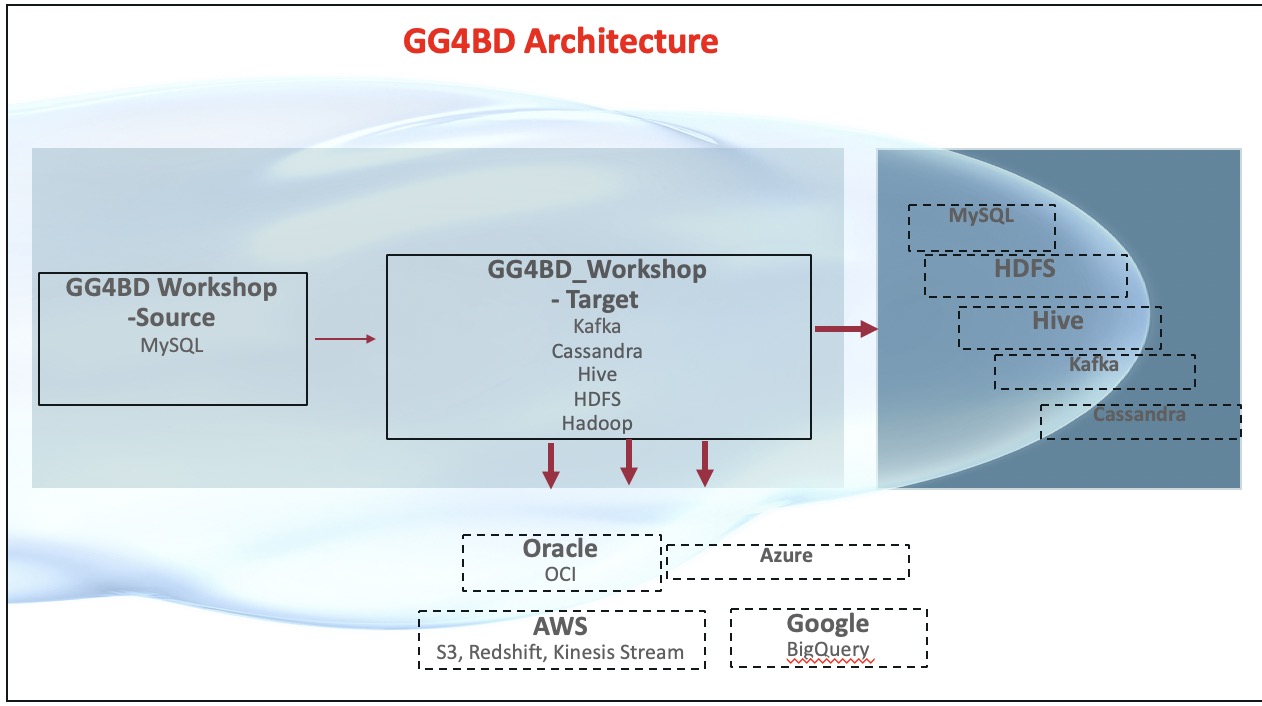 GG4BD Architecture
GG4BD Workshop
-Source
MySQL
GG4BD_Workshop
- Target
Kafka
Cassandra
Hive
HDFS
Hadoop
MySQL
HDFS
Hive
Kafka
Cassandra
Oracle
OCI
Azure
AWS
S3, Redshift, Kinesis Stream
Google
BigQuery